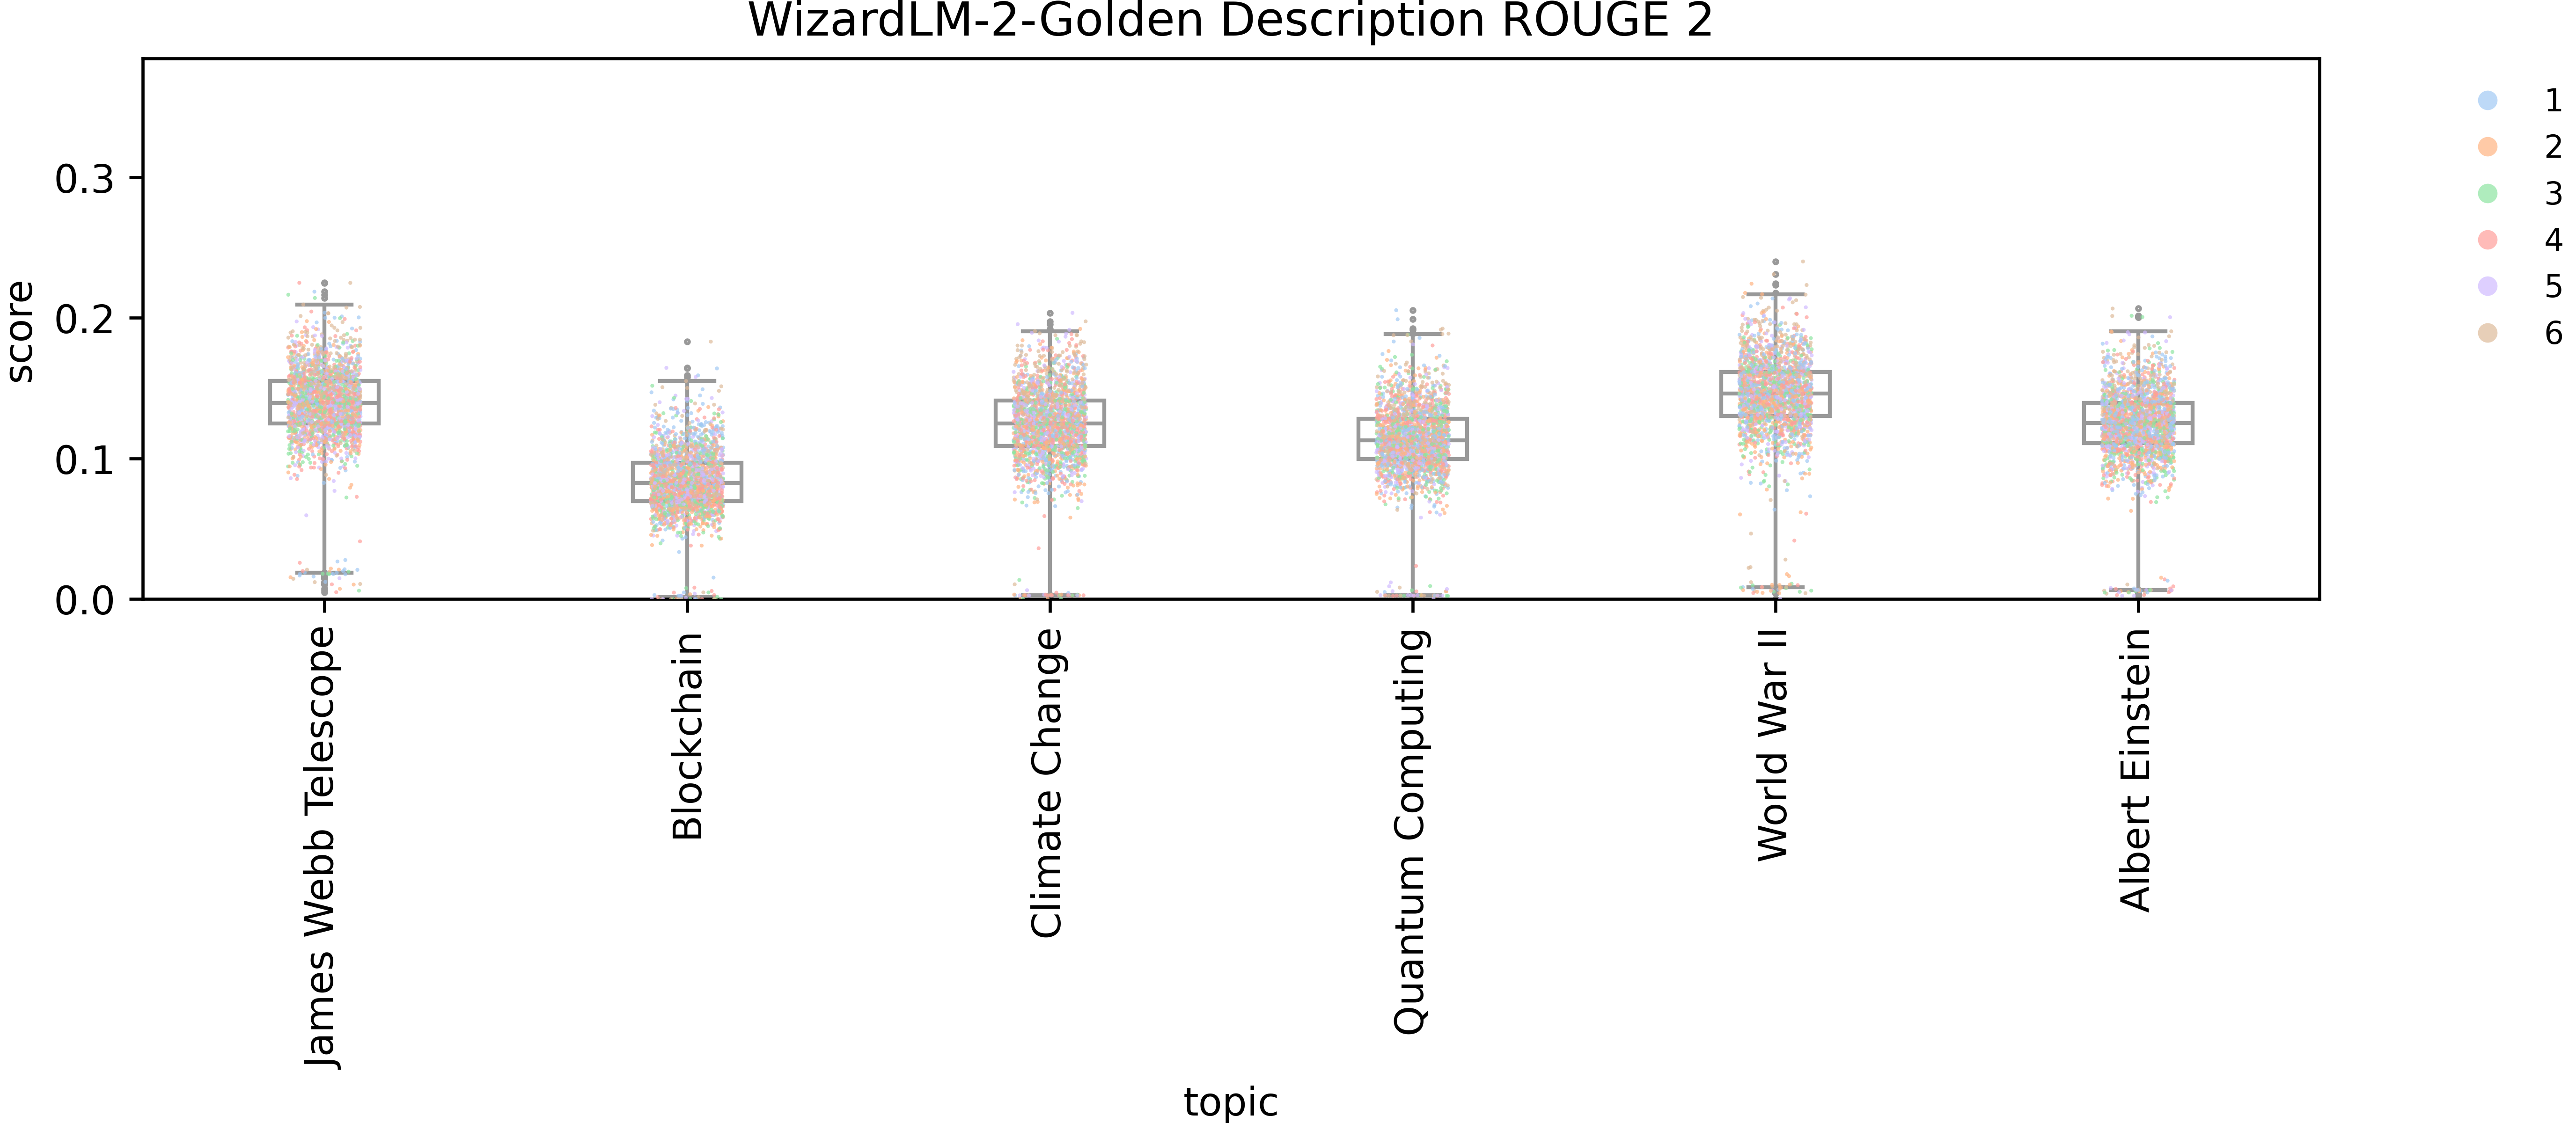 WizardLM-2-Golden Description ROUGE 2
score
0.3
0.2
0.1
0.0
1
2
3
4
5
6
James Webb Telescope
Blockchain
Climate Change
Quantum Computing
World War II
Albert Einstein
topic